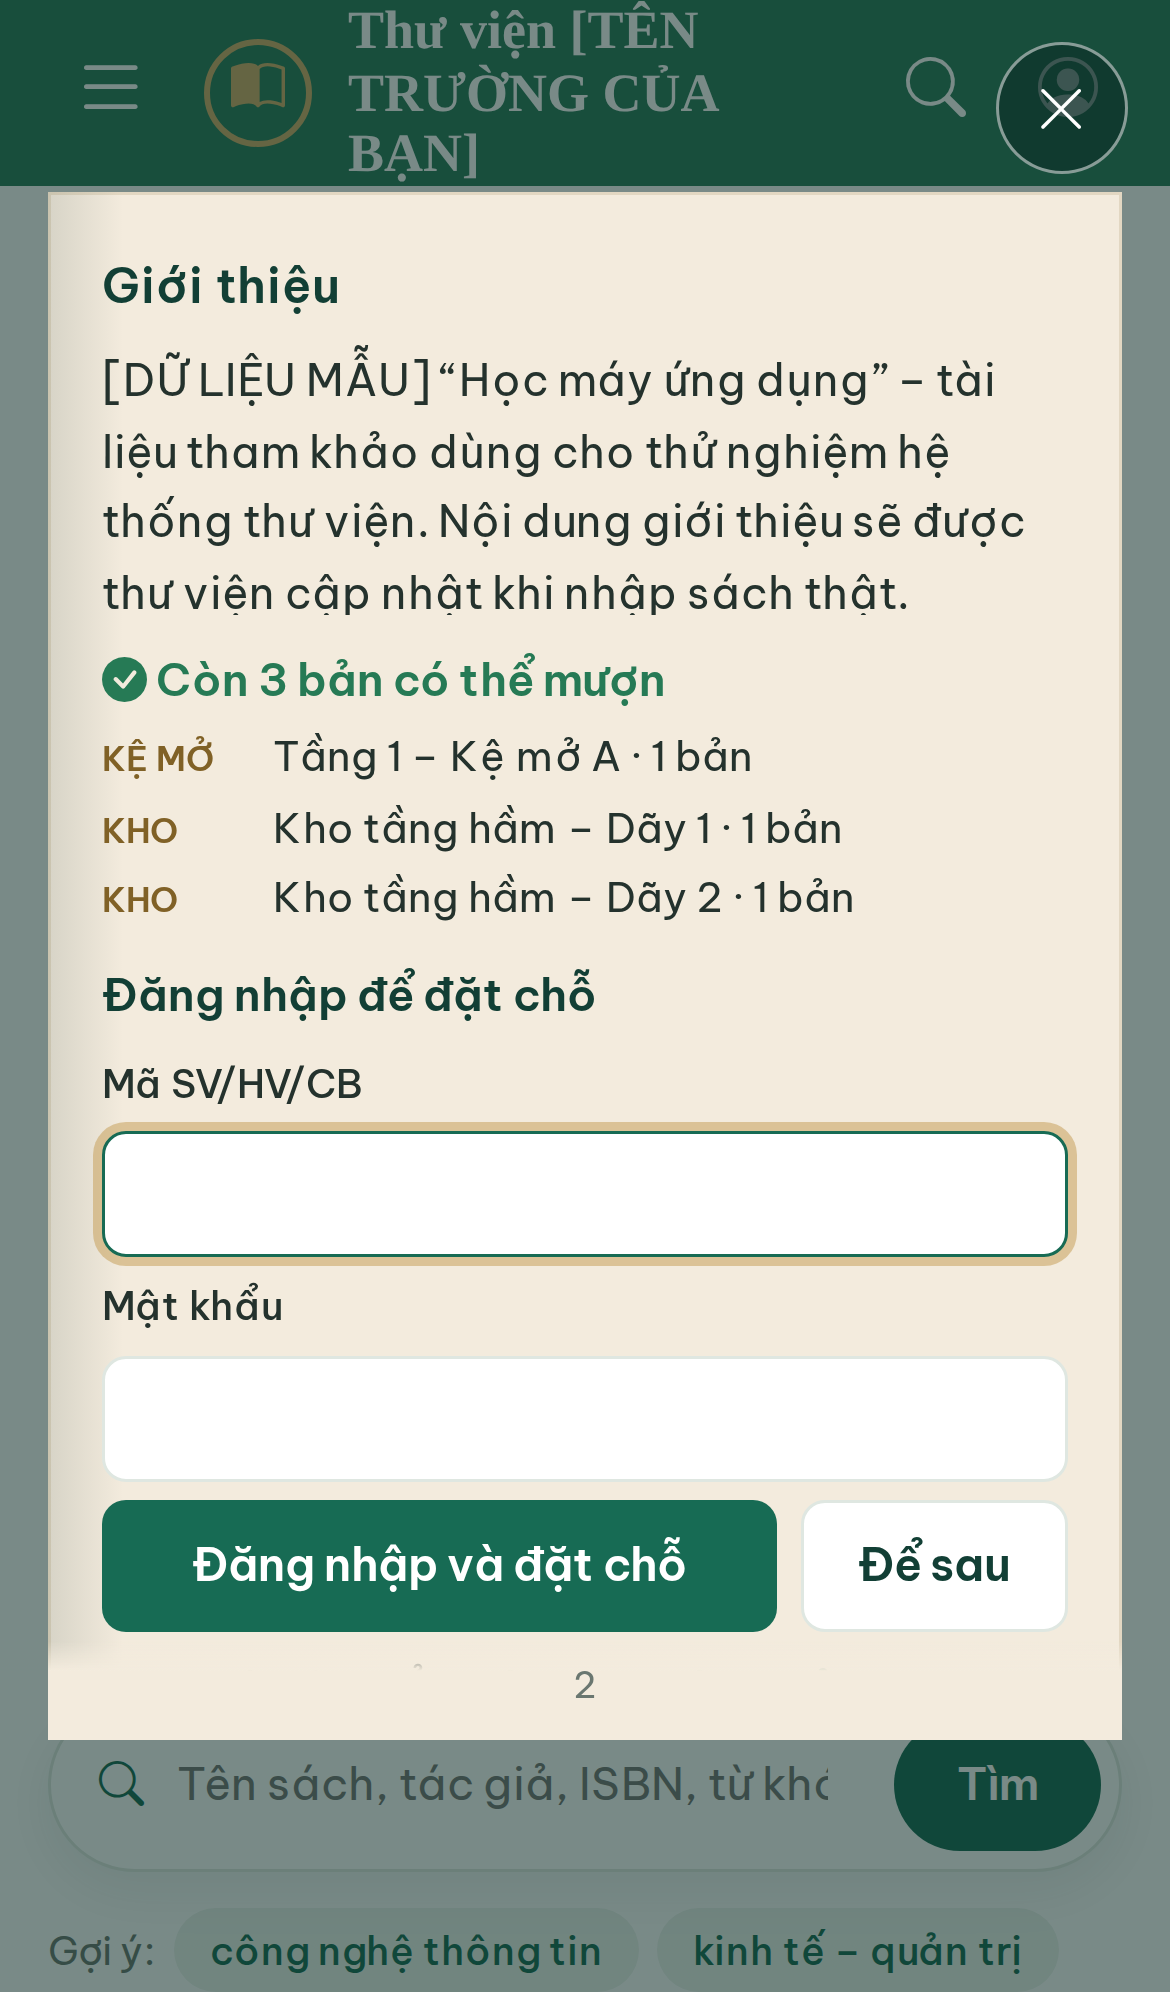 Thư viện [TÊN
TRƯỜNG CỦA
BẠN]
Giới thiệu
[DỮ LIỆU MẪU] “Học máy ứng dụng” – tài
liệu tham khảo dùng cho thử nghiệm hệ
thống thư viện. Nội dung giới thiệu sẽ được
thư viện cập nhật khi nhập sách thật.
Còn 3 bản có thể mượn
KỆ MỞ Tầng 1 – Kệ mở A · 1 bản
KHO Kho tầng hầm – Dãy 1 · 1 bản
KHO Kho tầng hầm – Dãy 2 · 1 bản
Đăng nhập để đặt chỗ
Mã SV/HV/CB
Mật khẩu
Đăng nhập và đặt chỗ Để sau
2
Tên sách, tác giả, ISBN, từ Tìm
Gợi ý: công nghệ thông tin kinh tế – quản trị